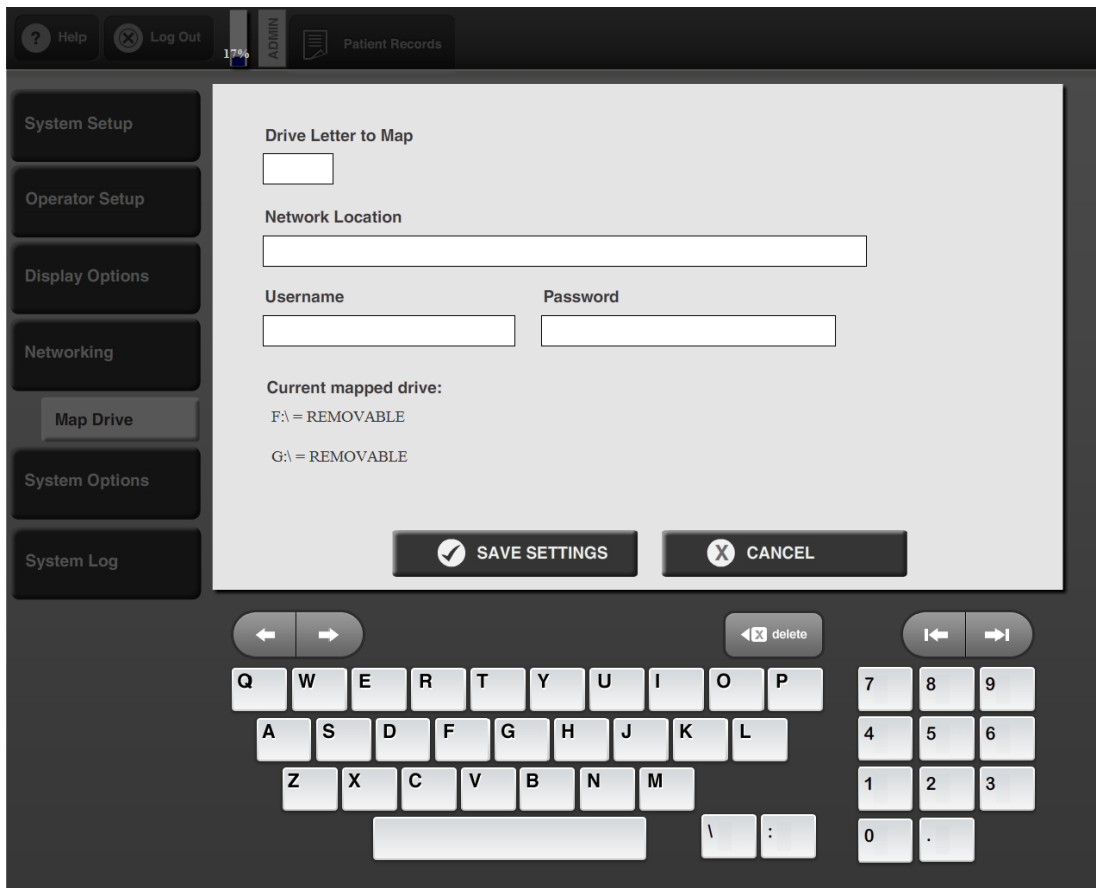 ? Help
X Log Out
17%
ADMIN
Patient Records
System Setup
Operator Setup
Display Options
Networking
Map Drive
System Options
System Log
Drive Letter to Map
Network Location
Username Password
Current mapped drive:
F:\ = REMOVABLE
G:\ = REMOVABLE
SAVE SETTINGS
X CANCEL
X delete
Q W E R T Y U I O P
7 8 9
A S D F G H J K L
4 5 6
Z X C V B N M
1 2 3
\ :
0 .